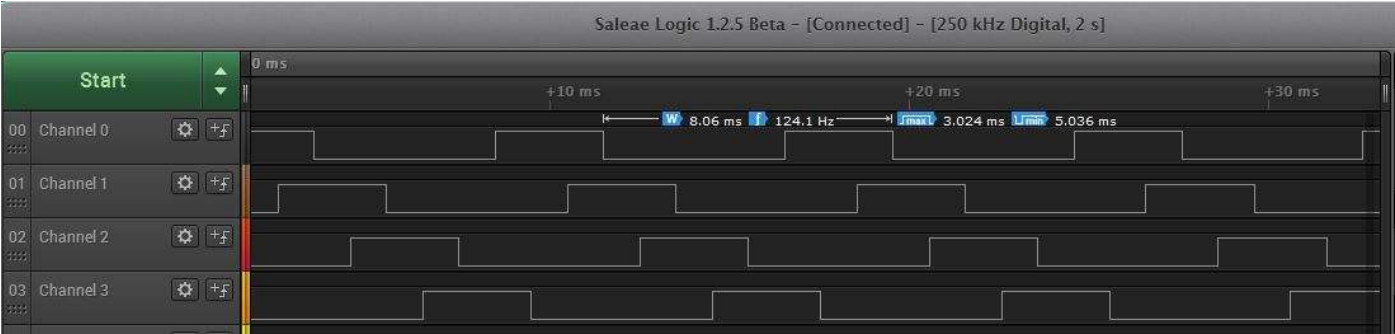 Saleae Logic 1.2.5 Beta - [Connected] - [250 kHz Digital, 2 s]
Start
0 ms
+10 ms +20 ms +30 ms
00 Channel 0
W 8.06 ms f 124.1 Hz max 3.024 ms min 5.036 ms
01 Channel 1
02 Channel 2
03 Channel 3